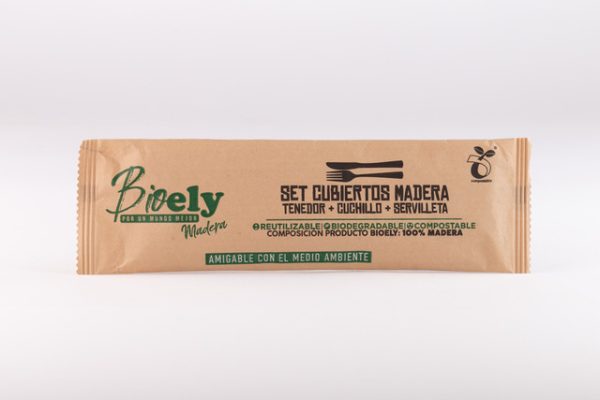 Bioely
POR UN MUNDO MEJOR
Madera
SET CUBIERTOS MADERA
TENEDOR + CUCHILLO + SERVILLETA
REUTILIZABLE | BIODEGRADABLE | COMPOSTABLE
COMPOSICIÓN PRODUCTO BIOELY: 100% MADERA
AMIGABLE CON EL MEDIO AMBIENTE